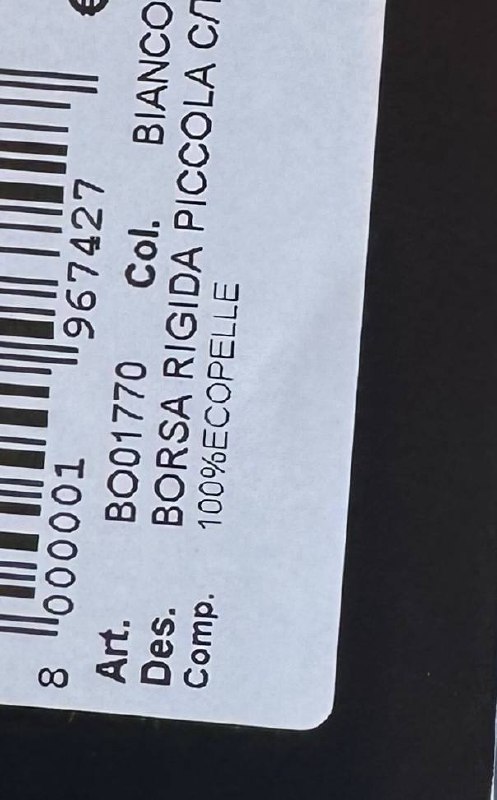 €
8 000001 967427
Art. BO01770 Col. BIANCO
Des. BORSA RIGIDA PICCOLA C/
Comp. 100%ECOPELLE